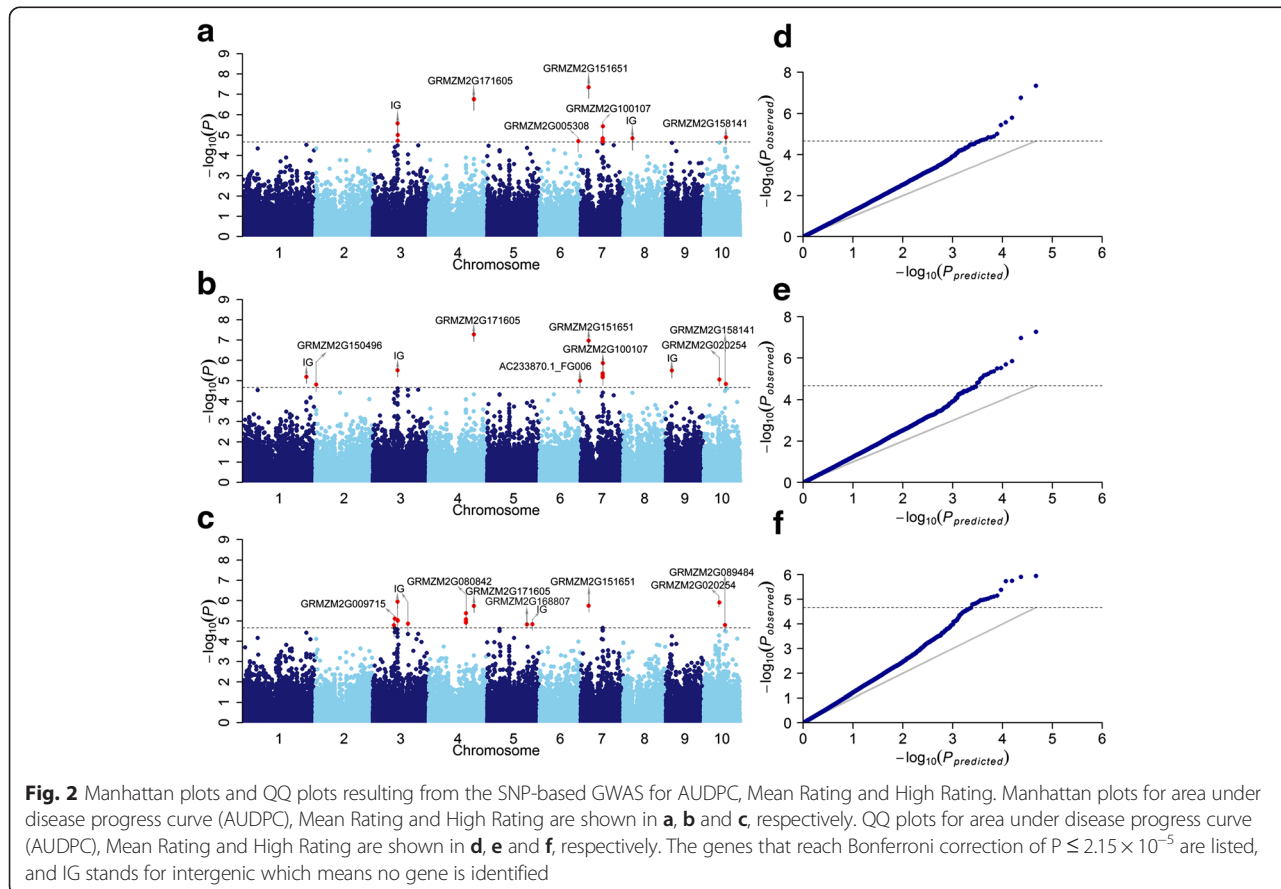 a
9
8
7
6
5
4
3
2
1
0
−log10(P)
IG
GRMZM2G171605
GRMZM2G151651
GRMZM2G100107
GRMZM2G005308
IG
GRMZM2G158141
1 2 3 4 5 6 7 8 9 10
Chromosome
d
8
6
4
2
0
−log10(Pobserved)
0 1 2 3 4 5 6
−log10(Ppredicted)
b
9
8
7
6
5
4
3
2
1
0
−log10(P)
GRMZM2G150496
IG
IG
GRMZM2G171605
GRMZM2G151651
GRMZM2G100107
AC233870.1_FG006
IG
GRMZM2G158141
GRMZM2G020254
1 2 3 4 5 6 7 8 9 10
Chromosome
e
8
6
4
2
0
−log10(Pobserved)
0 1 2 3 4 5 6
−log10(Ppredicted)
c
9
8
7
6
5
4
3
2
1
0
−log10(P)
GRMZM2G009715
IG
GRMZM2G080842
GRMZM2G171605
GRMZM2G168807
IG
GRMZM2G151651
GRMZM2G089484
GRMZM2G020254
1 2 3 4 5 6 7 8 9 10
Chromosome
f
6
5
4
3
2
1
0
−log10(Pobserved)
0 1 2 3 4 5 6
−log10(Ppredicted)
Fig. 2 Manhattan plots and QQ plots resulting from the SNP-based GWAS for AUDPC, Mean Rating and High Rating. Manhattan plots for area under
disease progress curve (AUDPC), Mean Rating and High Rating are shown in a, b and c, respectively. QQ plots for area under disease progress curve
(AUDPC), Mean Rating and High Rating are shown in d, e and f, respectively. The genes that reach Bonferroni correction of P ≤ 2.15 × 10−5 are listed,
and IG stands for intergenic which means no gene is identified